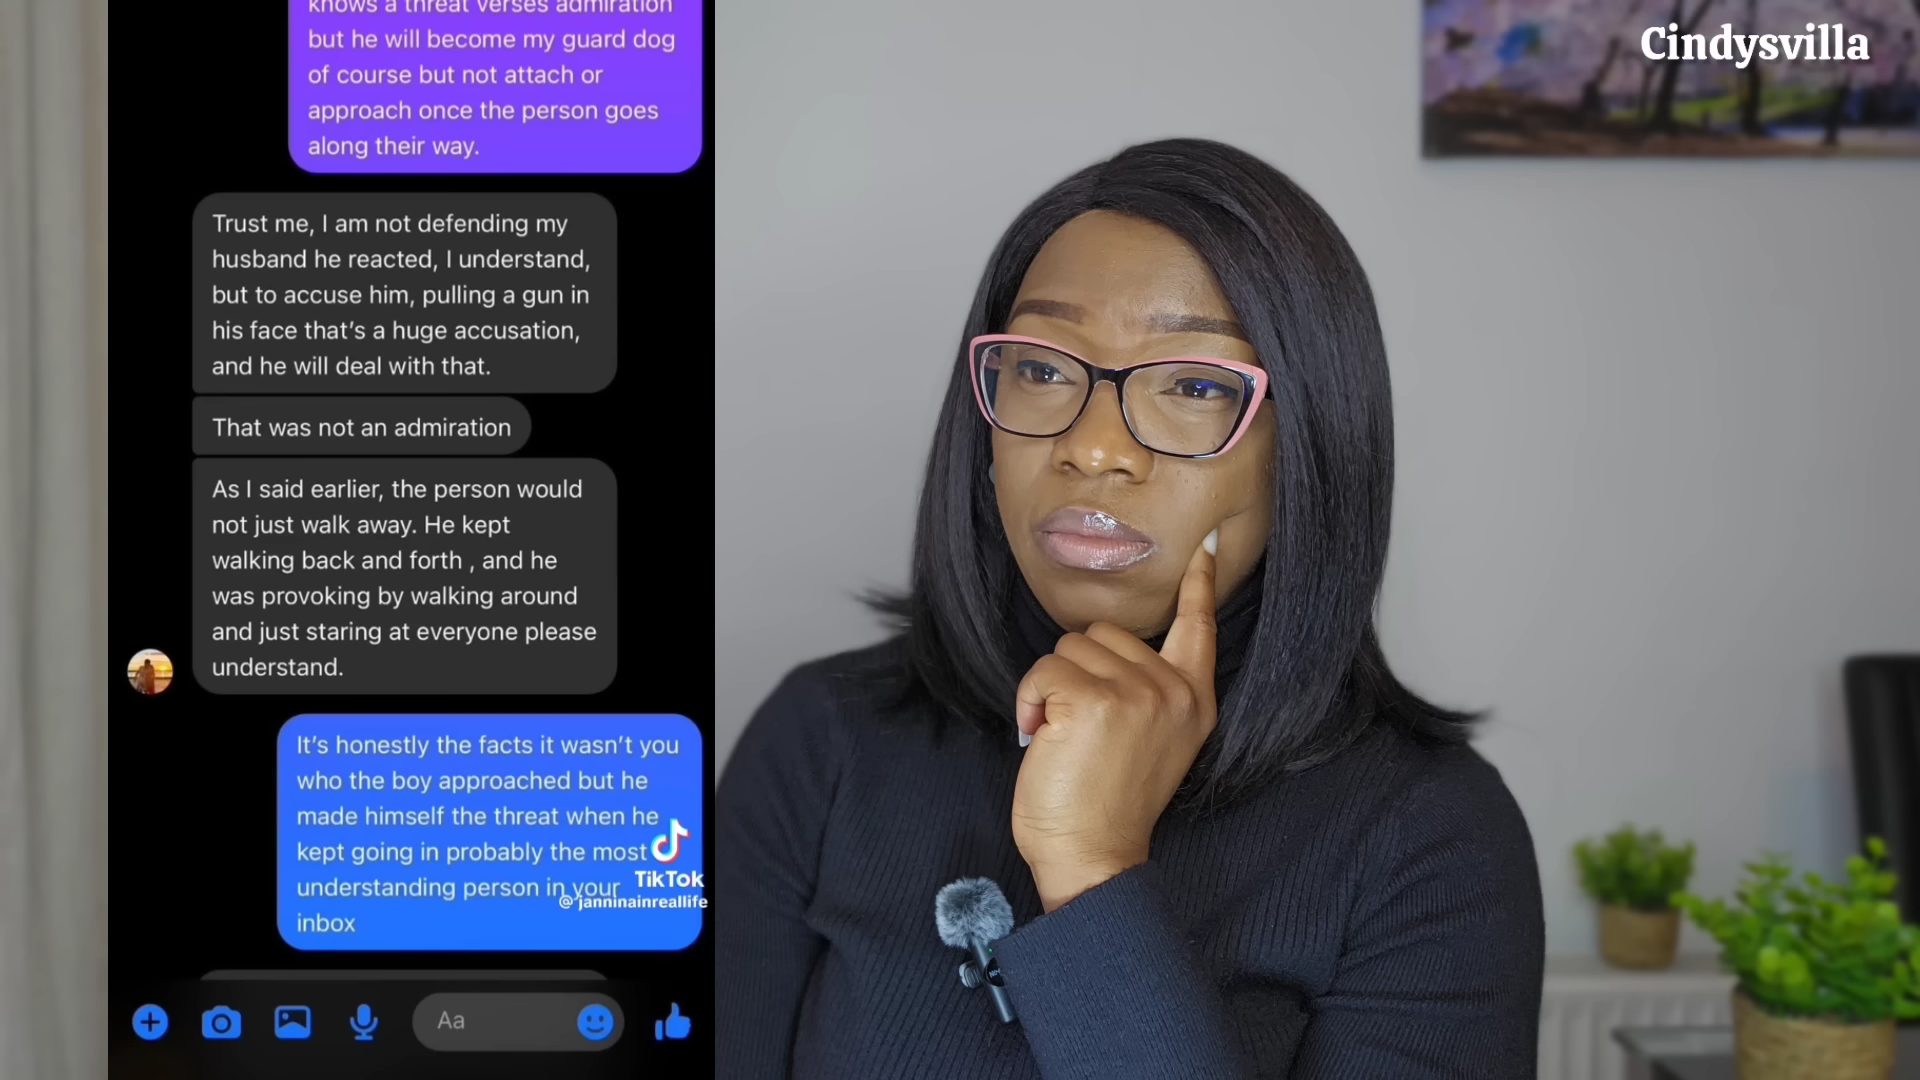 knows a threat verses admiration
but he will become my guard dog
of course but not attach or
approach once the person goes
along their way.
Trust me, I am not defending my
husband he reacted, I understand,
but to accuse him, pulling a gun in
his face that's a huge accusation,
and he will deal with that.
That was not an admiration
As I said earlier, the person would
not just walk away. He kept
walking back and forth , and he
was provoking by walking around
and just staring at everyone please
understand.
It's honestly the facts it wasn't you
who the boy approached but he
made himself the threat when he
kept going in probably the most
understanding person in your
inbox
TikTok
@janninainreallife
Aa
Cindysvilla